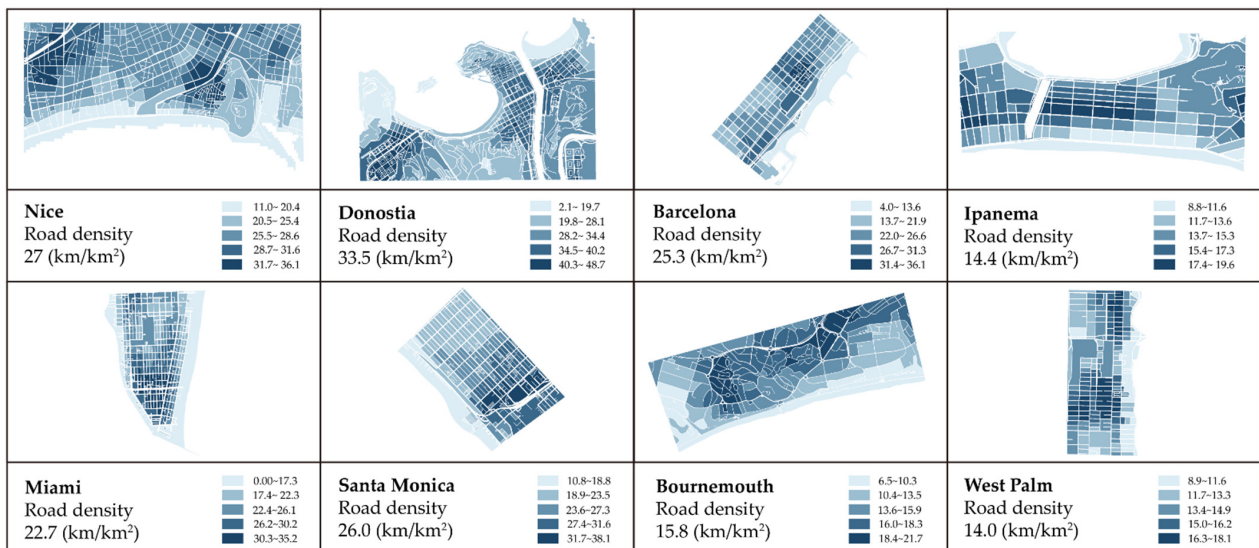 Nice
Road density
27 (km/km²)
11.0~ 20.4
20.5~ 25.4
25.5~ 28.6
28.7~ 31.6
31.7~ 36.1
Donostia
Road density
33.5 (km/km²)
2.1~ 19.7
19.8~ 28.1
28.2~ 34.4
34.5~ 40.2
40.3~ 48.7
Barcelona
Road density
25.3 (km/km²)
4.0~ 13.6
13.7~ 21.9
22.0~ 26.6
26.7~ 31.3
31.4~ 36.1
Ipanema
Road density
14.4 (km/km²)
8.8~11.6
11.7~13.6
13.7~ 15.3
15.4~ 17.3
17.4~ 19.6
Miami
Road density
22.7 (km/km²)
0.00~17.3
17.4~ 22.3
22.4~26.1
26.2~30.2
30.3~35.2
Santa Monica
Road density
26.0 (km/km²)
10.8~18.8
18.9~23.5
23.6~27.3
27.4~31.6
31.7~38.1
Bournemouth
Road density
15.8 (km/km²)
6.5~10.3
10.4~13.5
13.6~15.9
16.0~18.3
18.4~21.7
West Palm
Road density
14.0 (km/km²)
8.9~11.6
11.7~13.3
13.4~14.9
15.0~16.2
16.3~18.1